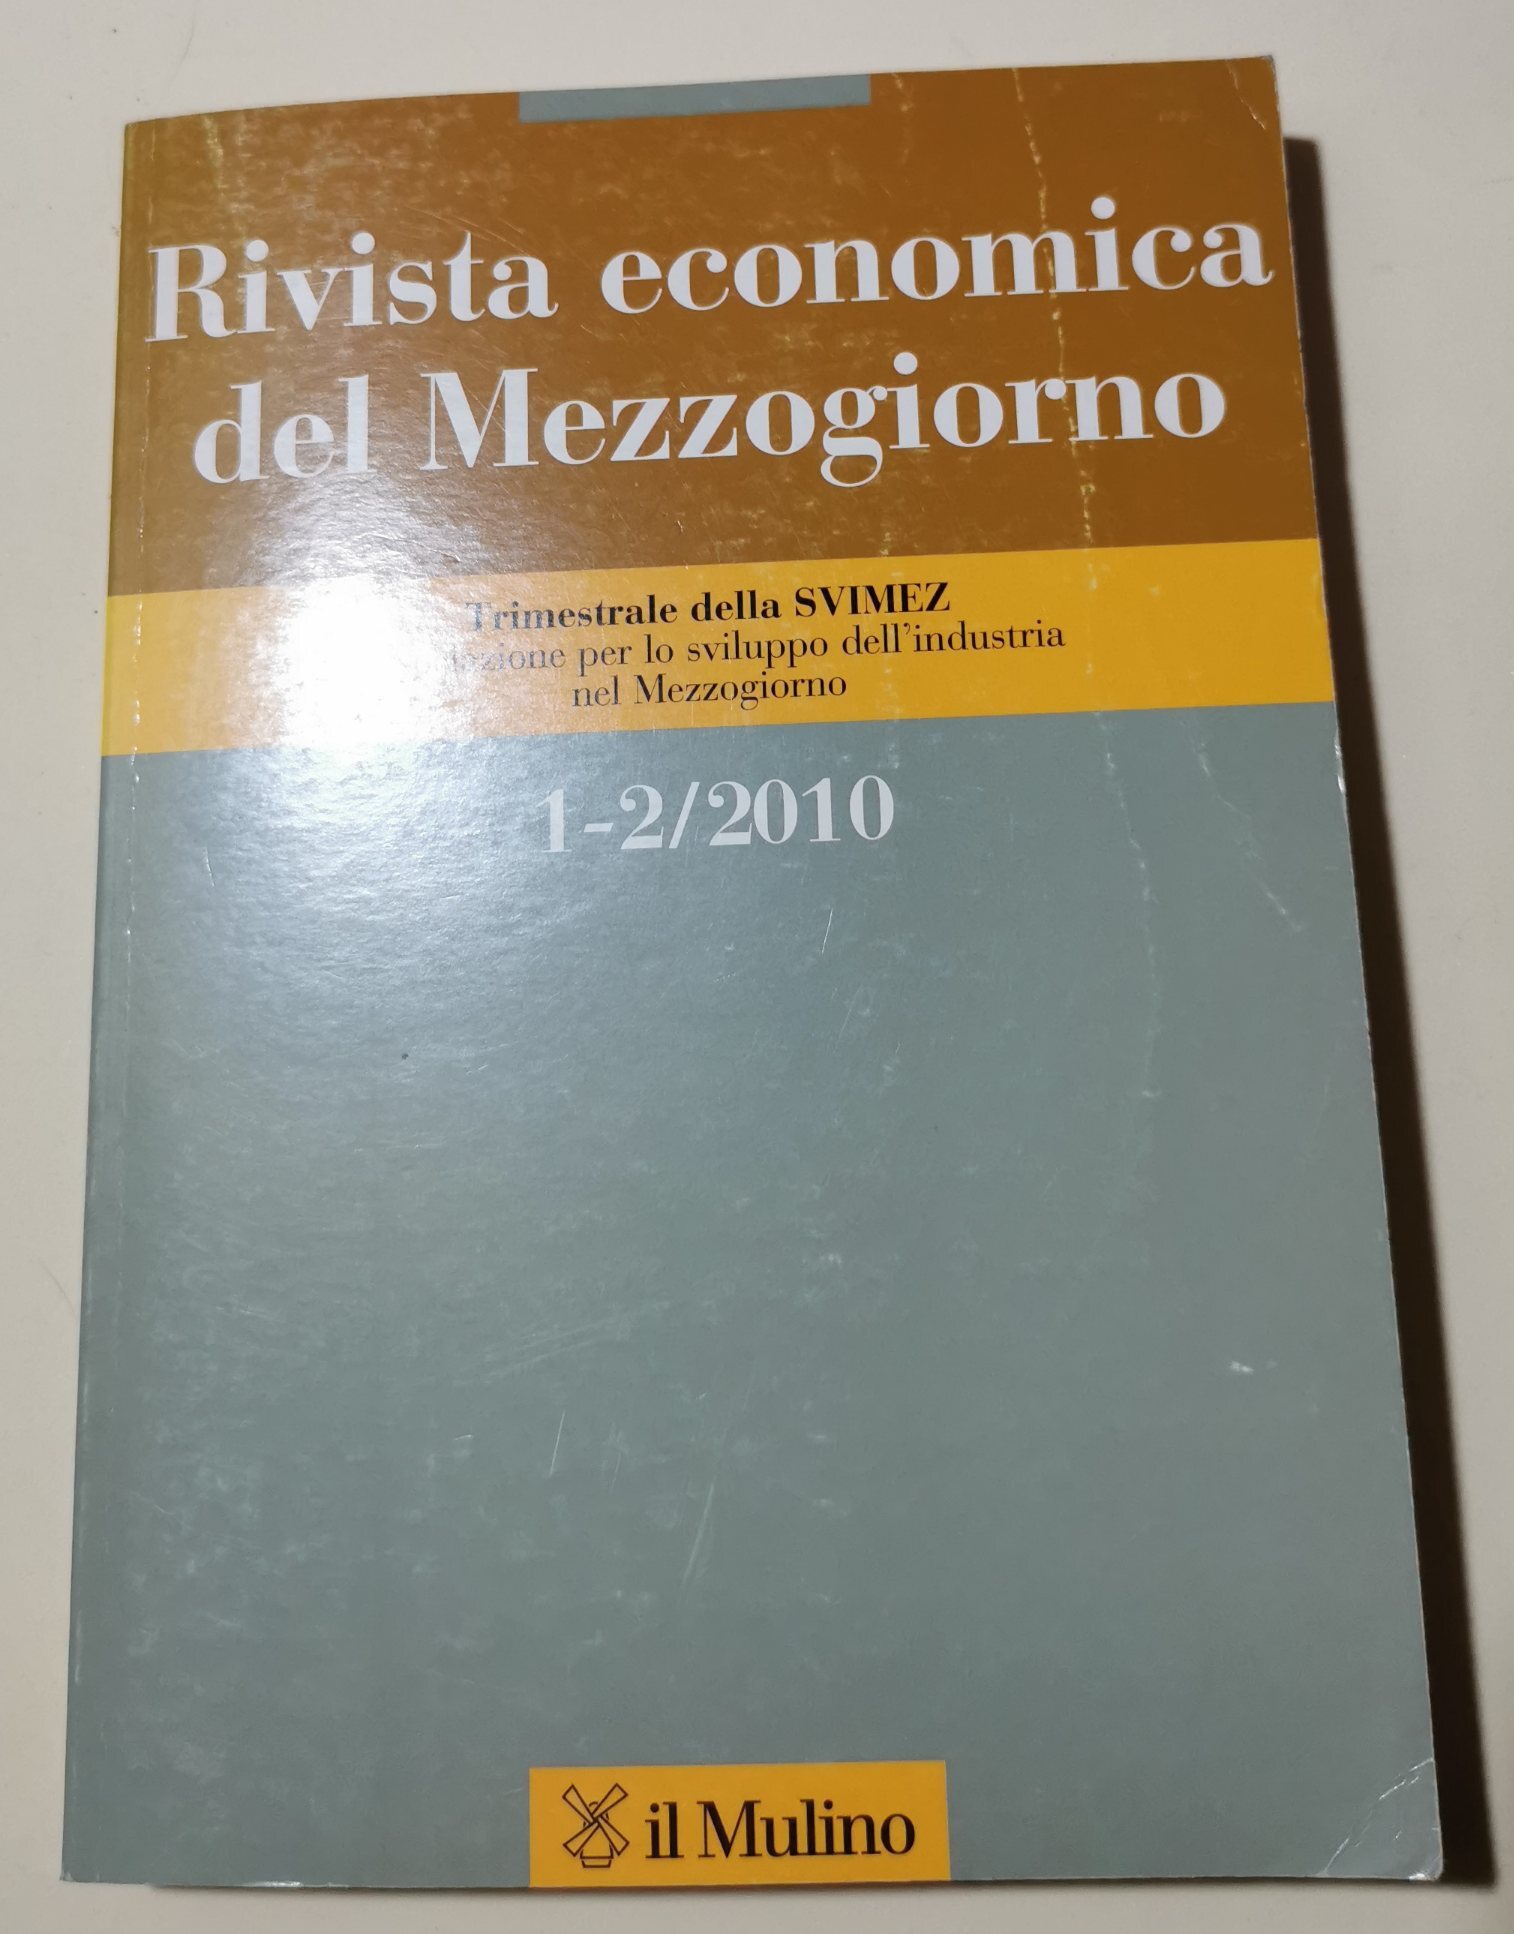 Rivista economica
del Mezzogiorno
Trimestrale della SVIMEZ
per lo sviluppo dell'industria
nel Mezzogiorno
1-2/2010
il Mulino